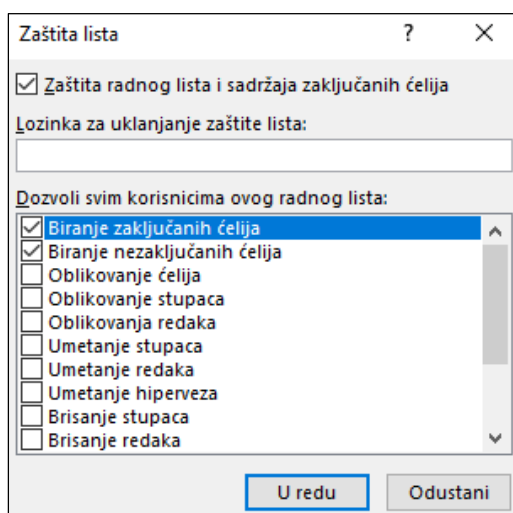 Zaštita lista ?
Zaštita radnog lista i sadržaja zaključanih ćelija
Lozinka za uklanjanje zaštite lista:
Dozvoli svim korisnicima ovog radnog lista:
Biranje zaključanih ćelija
Biranje nezaključanih ćelija
Oblikovanje ćelija
Oblikovanje stupaca
Oblikovanja redaka
Umetanje stupaca
Umetanje redaka
Umetanje hiperveza
Brisanje stupaca
Brisanje redaka
U redu Odustani